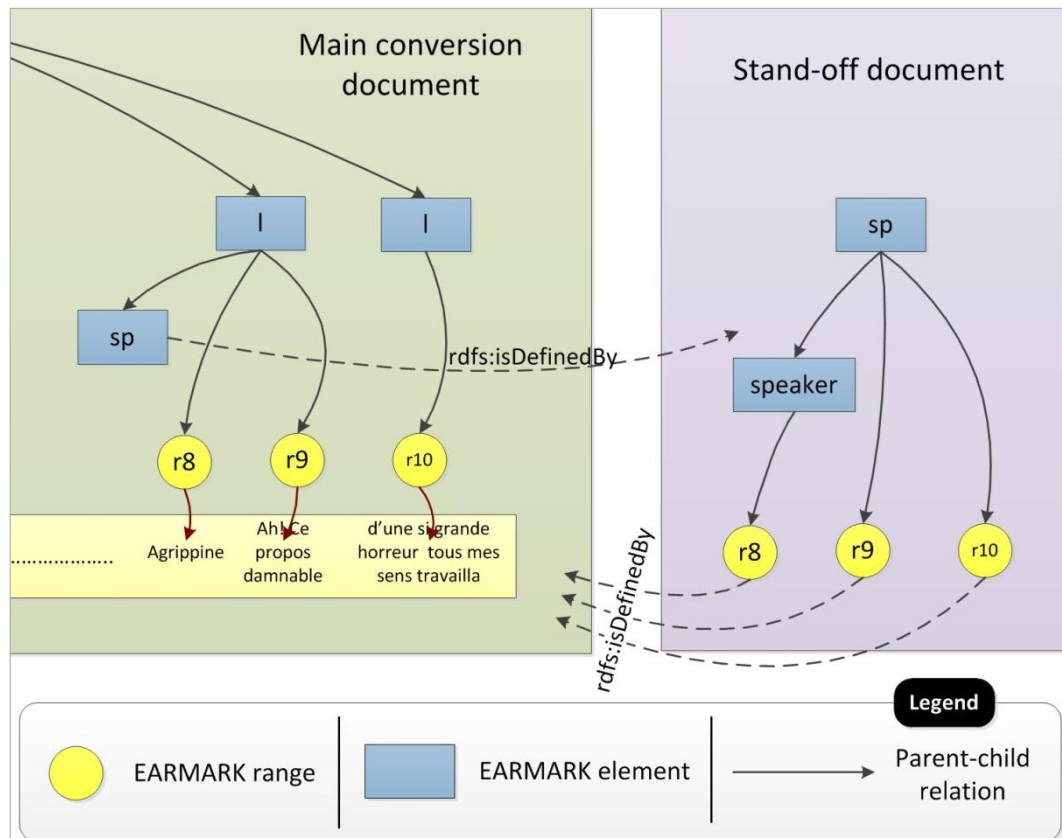 Main conversion
document
Stand-off document
l
l
sp
sp
rdfs:isDefinedBy
speaker
r8
r9
r10
r8
r9
r10
………………..
Agrippine
Ah! Ce
propos
damnable
d’une si grande
horreur tous mes
sens travailla
rdfs:isDefinedBy
Legend
EARMARK range
EARMARK element
Parent-child
relation